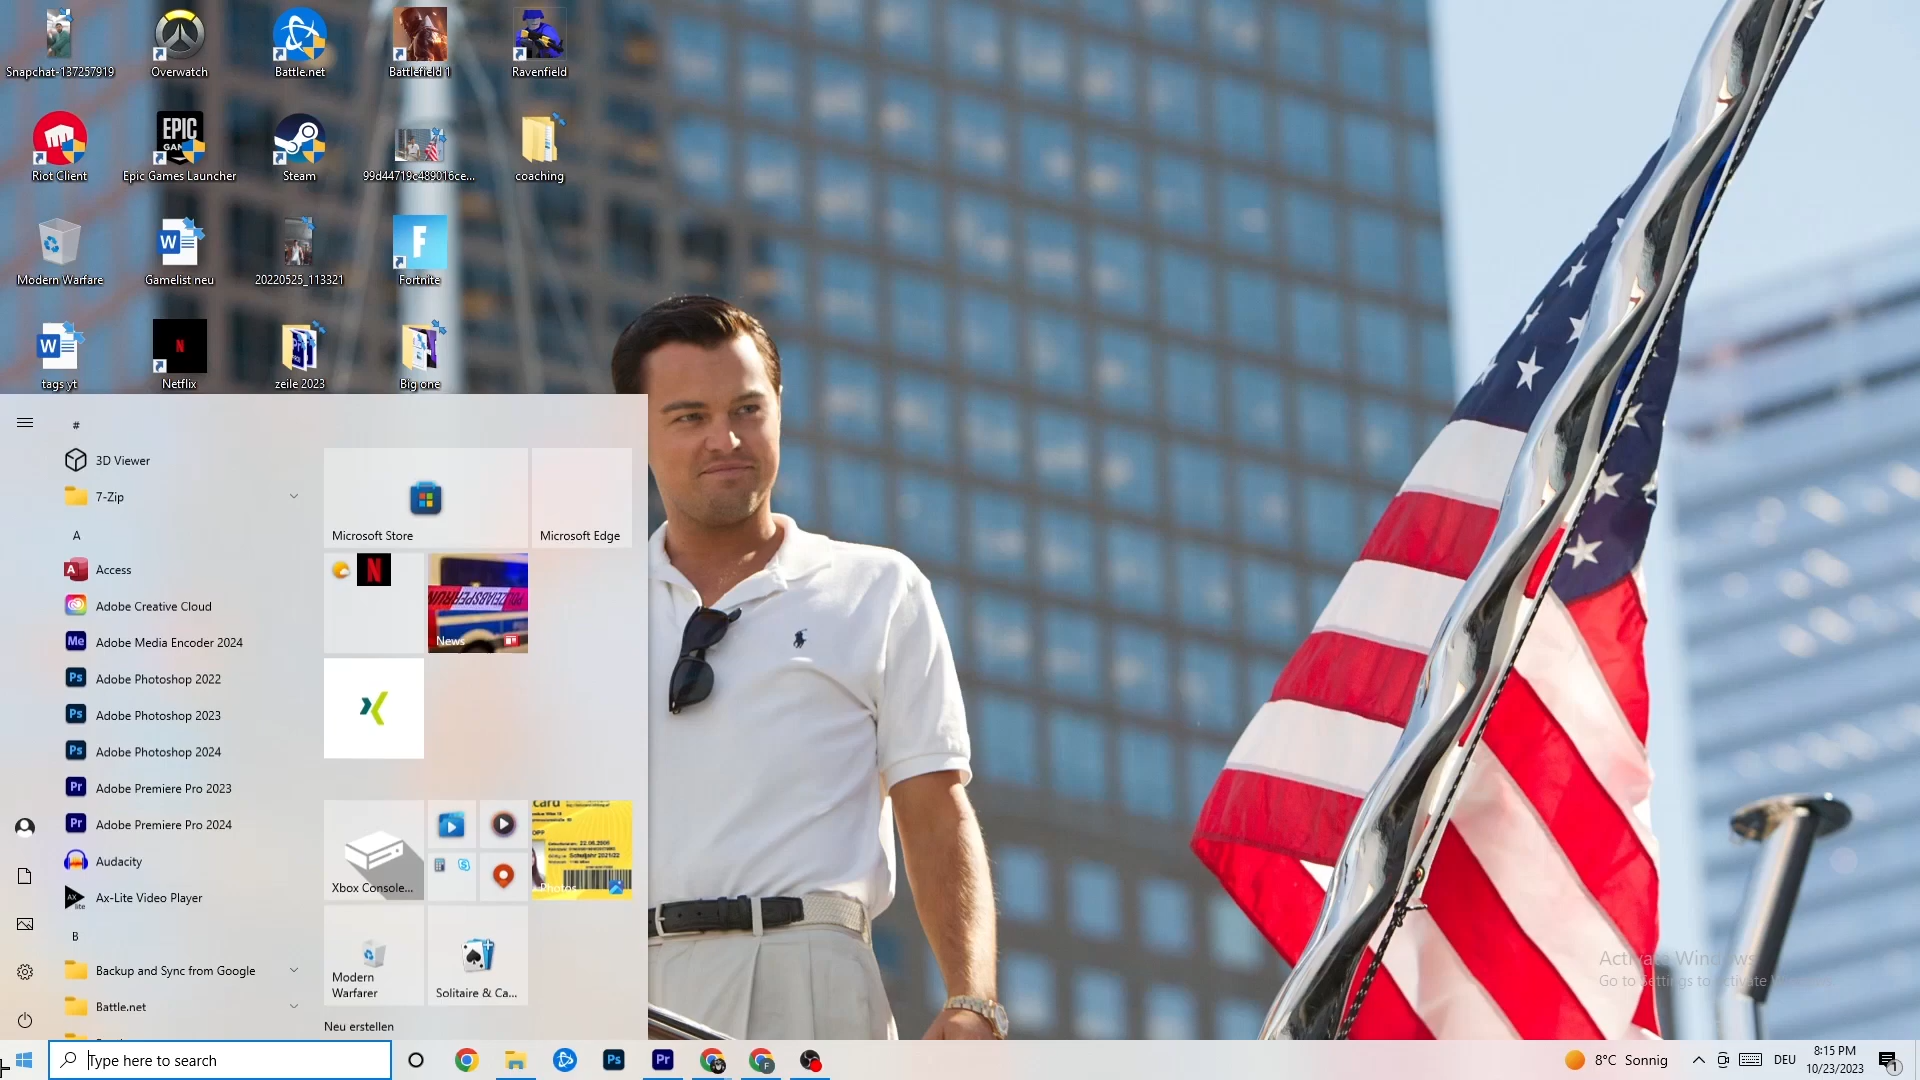 Snapchat-137257919
Overwatch
Battle.net
Battlefield 1
Ravenfield
EPIC
GAM
Riot Client
Epic Games Launcher
Steam
99d44719c489016ce...
coaching
Modern Warfare
Gamelist neu
20220525_113321
Fortnite
tags yt
Netflix
zeile 2023
Big one
#
3D Viewer
7-Zip
A
Access
Adobe Creative Cloud
Adobe Media Encoder 2024
Adobe Photoshop 2022
Adobe Photoshop 2023
Adobe Photoshop 2024
Adobe Premiere Pro 2023
Adobe Premiere Pro 2024
Audacity
Ax-Lite Video Player
B
Backup and Sync from Google
Battle.net
Microsoft Store
Microsoft Edge
News
Xbox Console...
Photos
Modern
Warfarer
Solitaire & Ca...
Neu erstellen
Activate Windows
Go to Settings to activate
Type here to search
8°C Sonnig
DEU
8:15 PM
10/23/2023
1